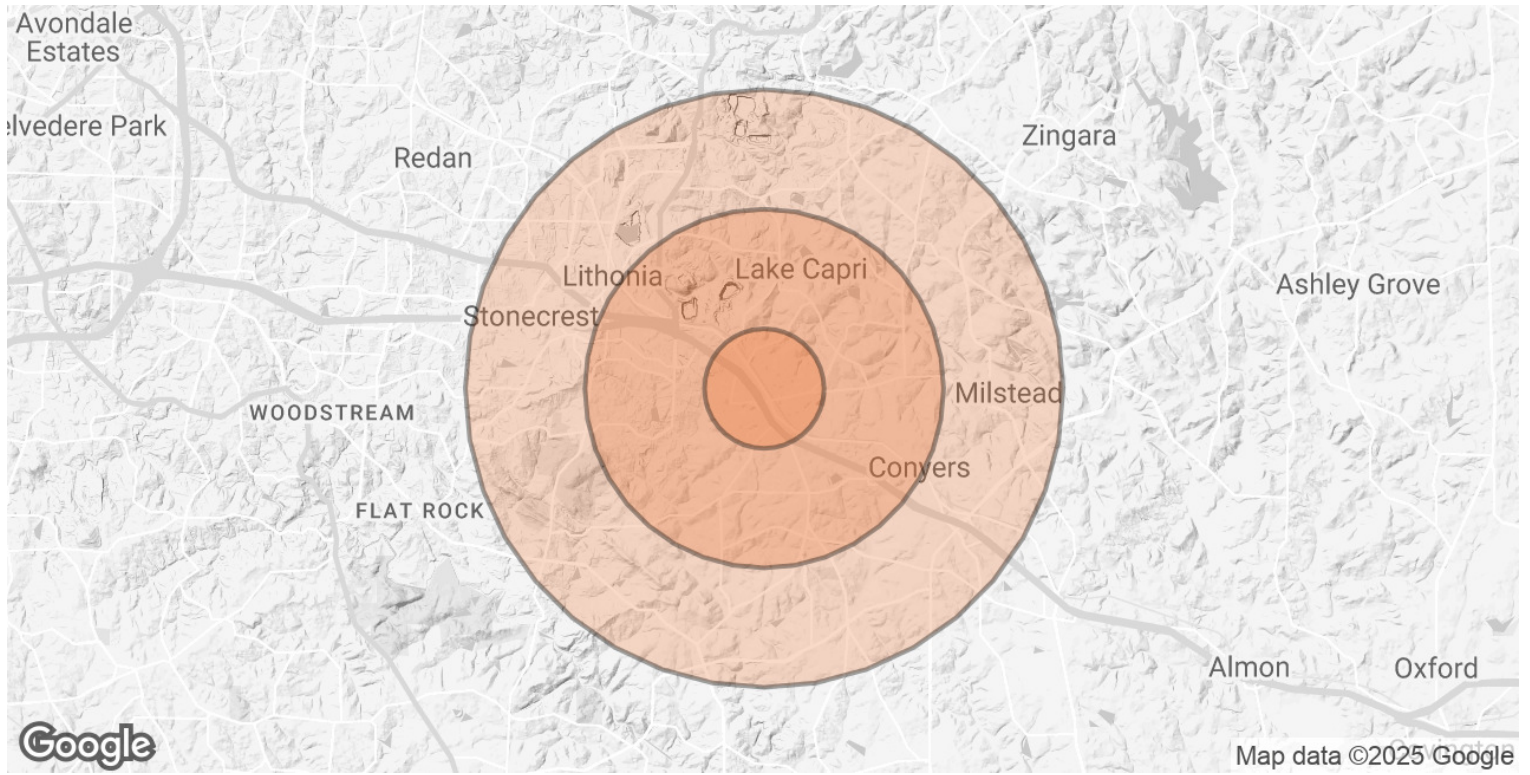 Avondale
Estates
elvedere Park
Redan
Zingara
Lithonia
Lake Capri
Ashley Grove
Stonecrest
Milstead
WOODSTREAM
Conyers
FLAT ROCK
Almon
Oxford
Google
Map data ©2025 Google